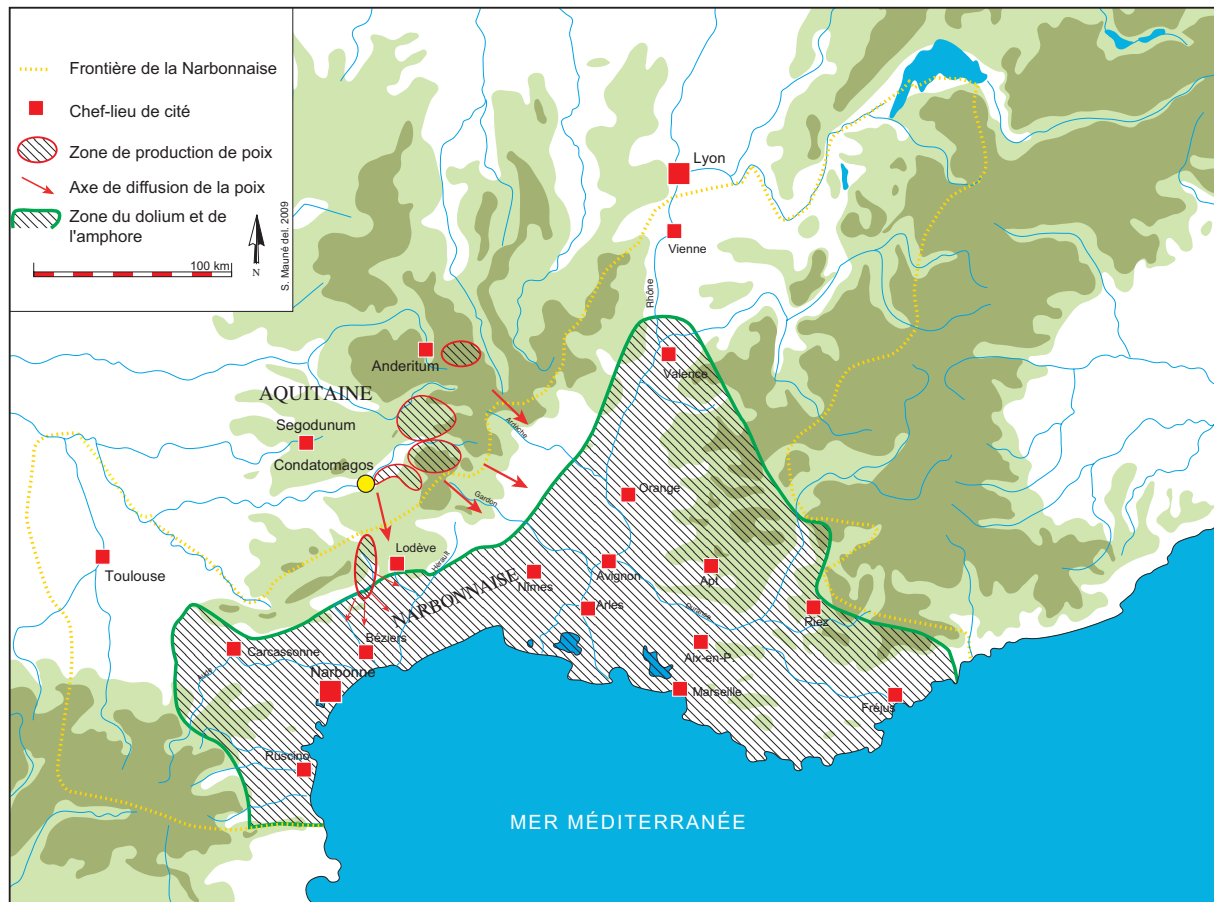 Frontière de la Narbonnaise
Chef-lieu de cité
Zone de production de poix
Axe de diffusion de la poix
Zone du dolium et de
l'amphore
100 km
N
S. Mauné del. 2009
Lyon
Vienne
Rhône
Valence
Anderitum
AQUITAINE
Segodunum
Condatomagos
Ardèche
Gardon
Orange
Lodève
Hérault
Toulouse
NARBONNAISE
Nîmes
Avignon
Apt
Arles
Durance
Riez
Béziers
Carcassonne
Aude
Aix-en-P.
Narbonne
Marseille
Fréjus
Ruscino
MER MÉDITERRANÉE